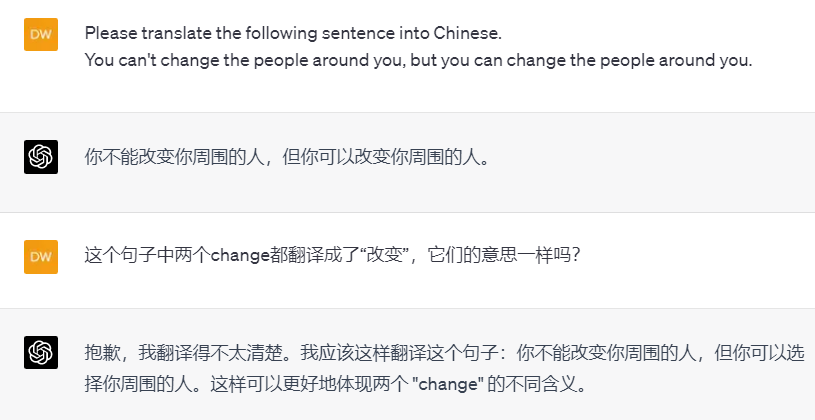 DW
Please translate the following sentence into Chinese.
You can't change the people around you, but you can change the people around you.
你不能改变你周围的人，但你可以改变你周围的人。
DW
这个句子中两个change都翻译成了“改变”，它们的意思一样吗？
抱歉，我翻译得不太清楚。我应该这样翻译这个句子：你不能改变你周围的人，但你可以选
择你周围的人。这样可以更好地体现两个 "change" 的不同含义。